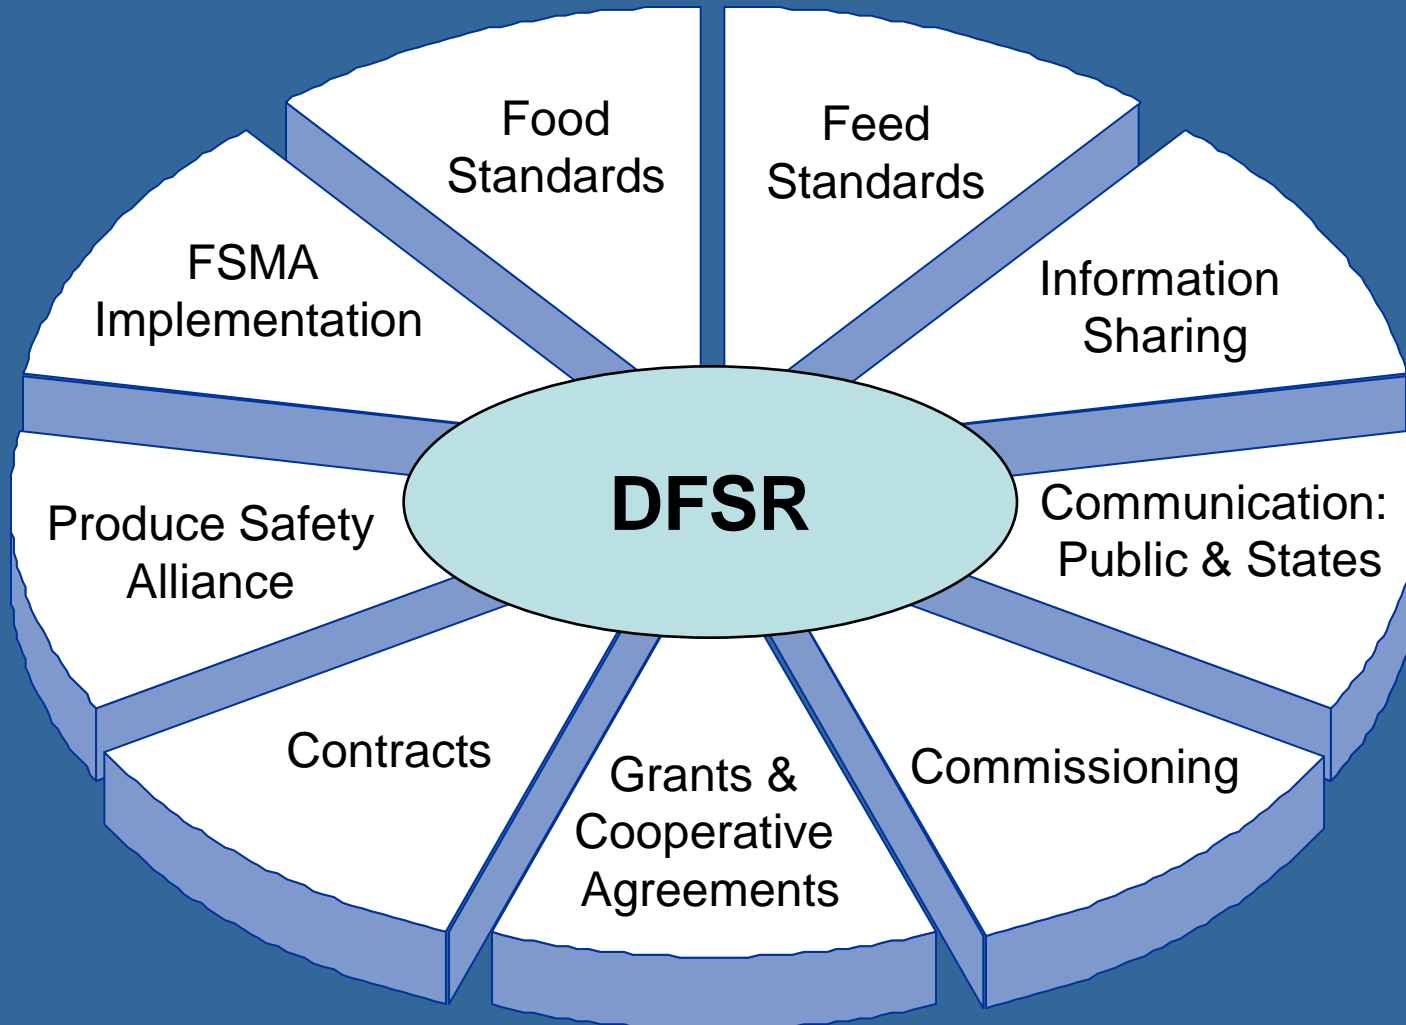 Food
Standards
Feed
Standards
FSMA
Implementation
Information
Sharing
DFSR
Produce Safety
Alliance
Communication:
Public & States
Contracts
Grants &
Cooperative
Agreements
Commissioning